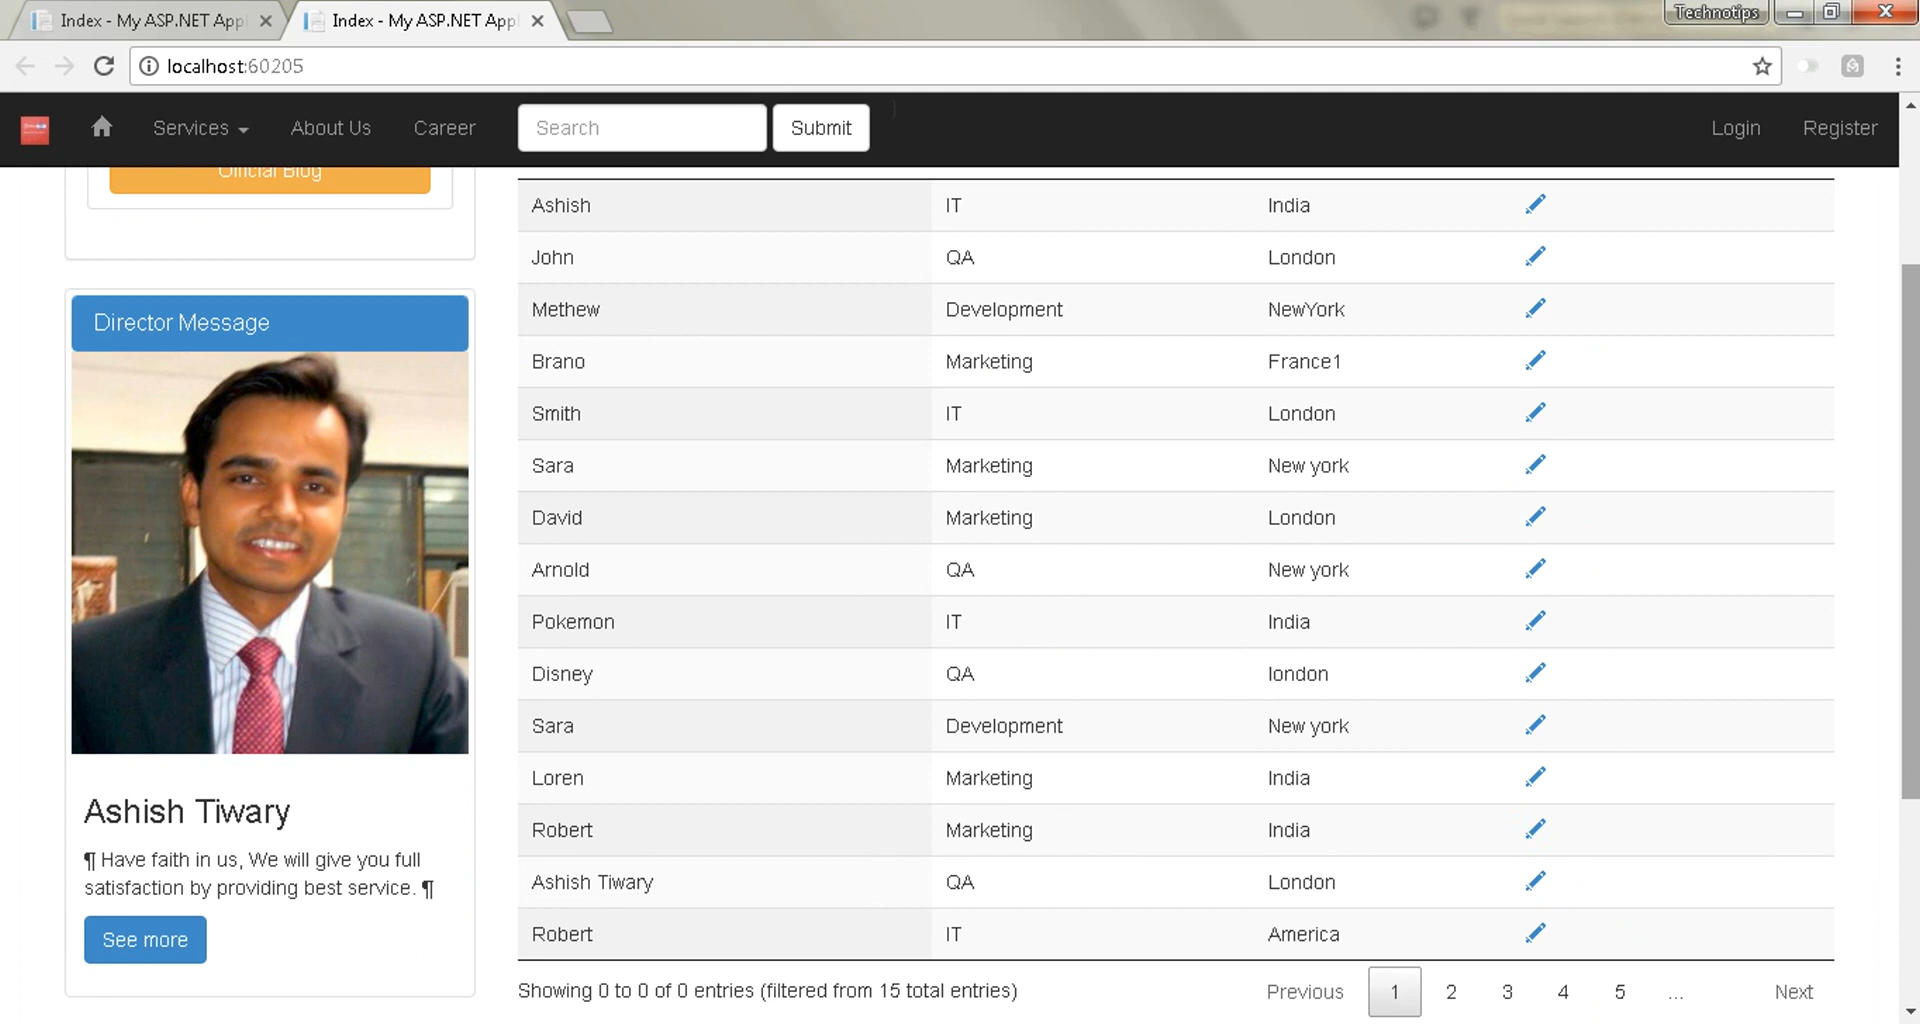 Index - My ASP.NET Appl
Index - My ASP.NET Appl
Technotips
localhost:60205
Services
About Us
Career
Search
Submit
Login
Register
Official Blog
Director Message
Ashish Tiwary
¶ Have faith in us, We will give you full
satisfaction by providing best service. ¶
See more
Ashish IT India
John QA London
Methew Development NewYork
Brano Marketing France1
Smith IT London
Sara Marketing New york
David Marketing London
Arnold QA New york
Pokemon IT India
Disney QA london
Sara Development New york
Loren Marketing India
Robert Marketing India
Ashish Tiwary QA London
Robert IT America
Showing 0 to 0 of 0 entries (filtered from 15 total entries)
Previous 1 2 3 4 5 ... Next